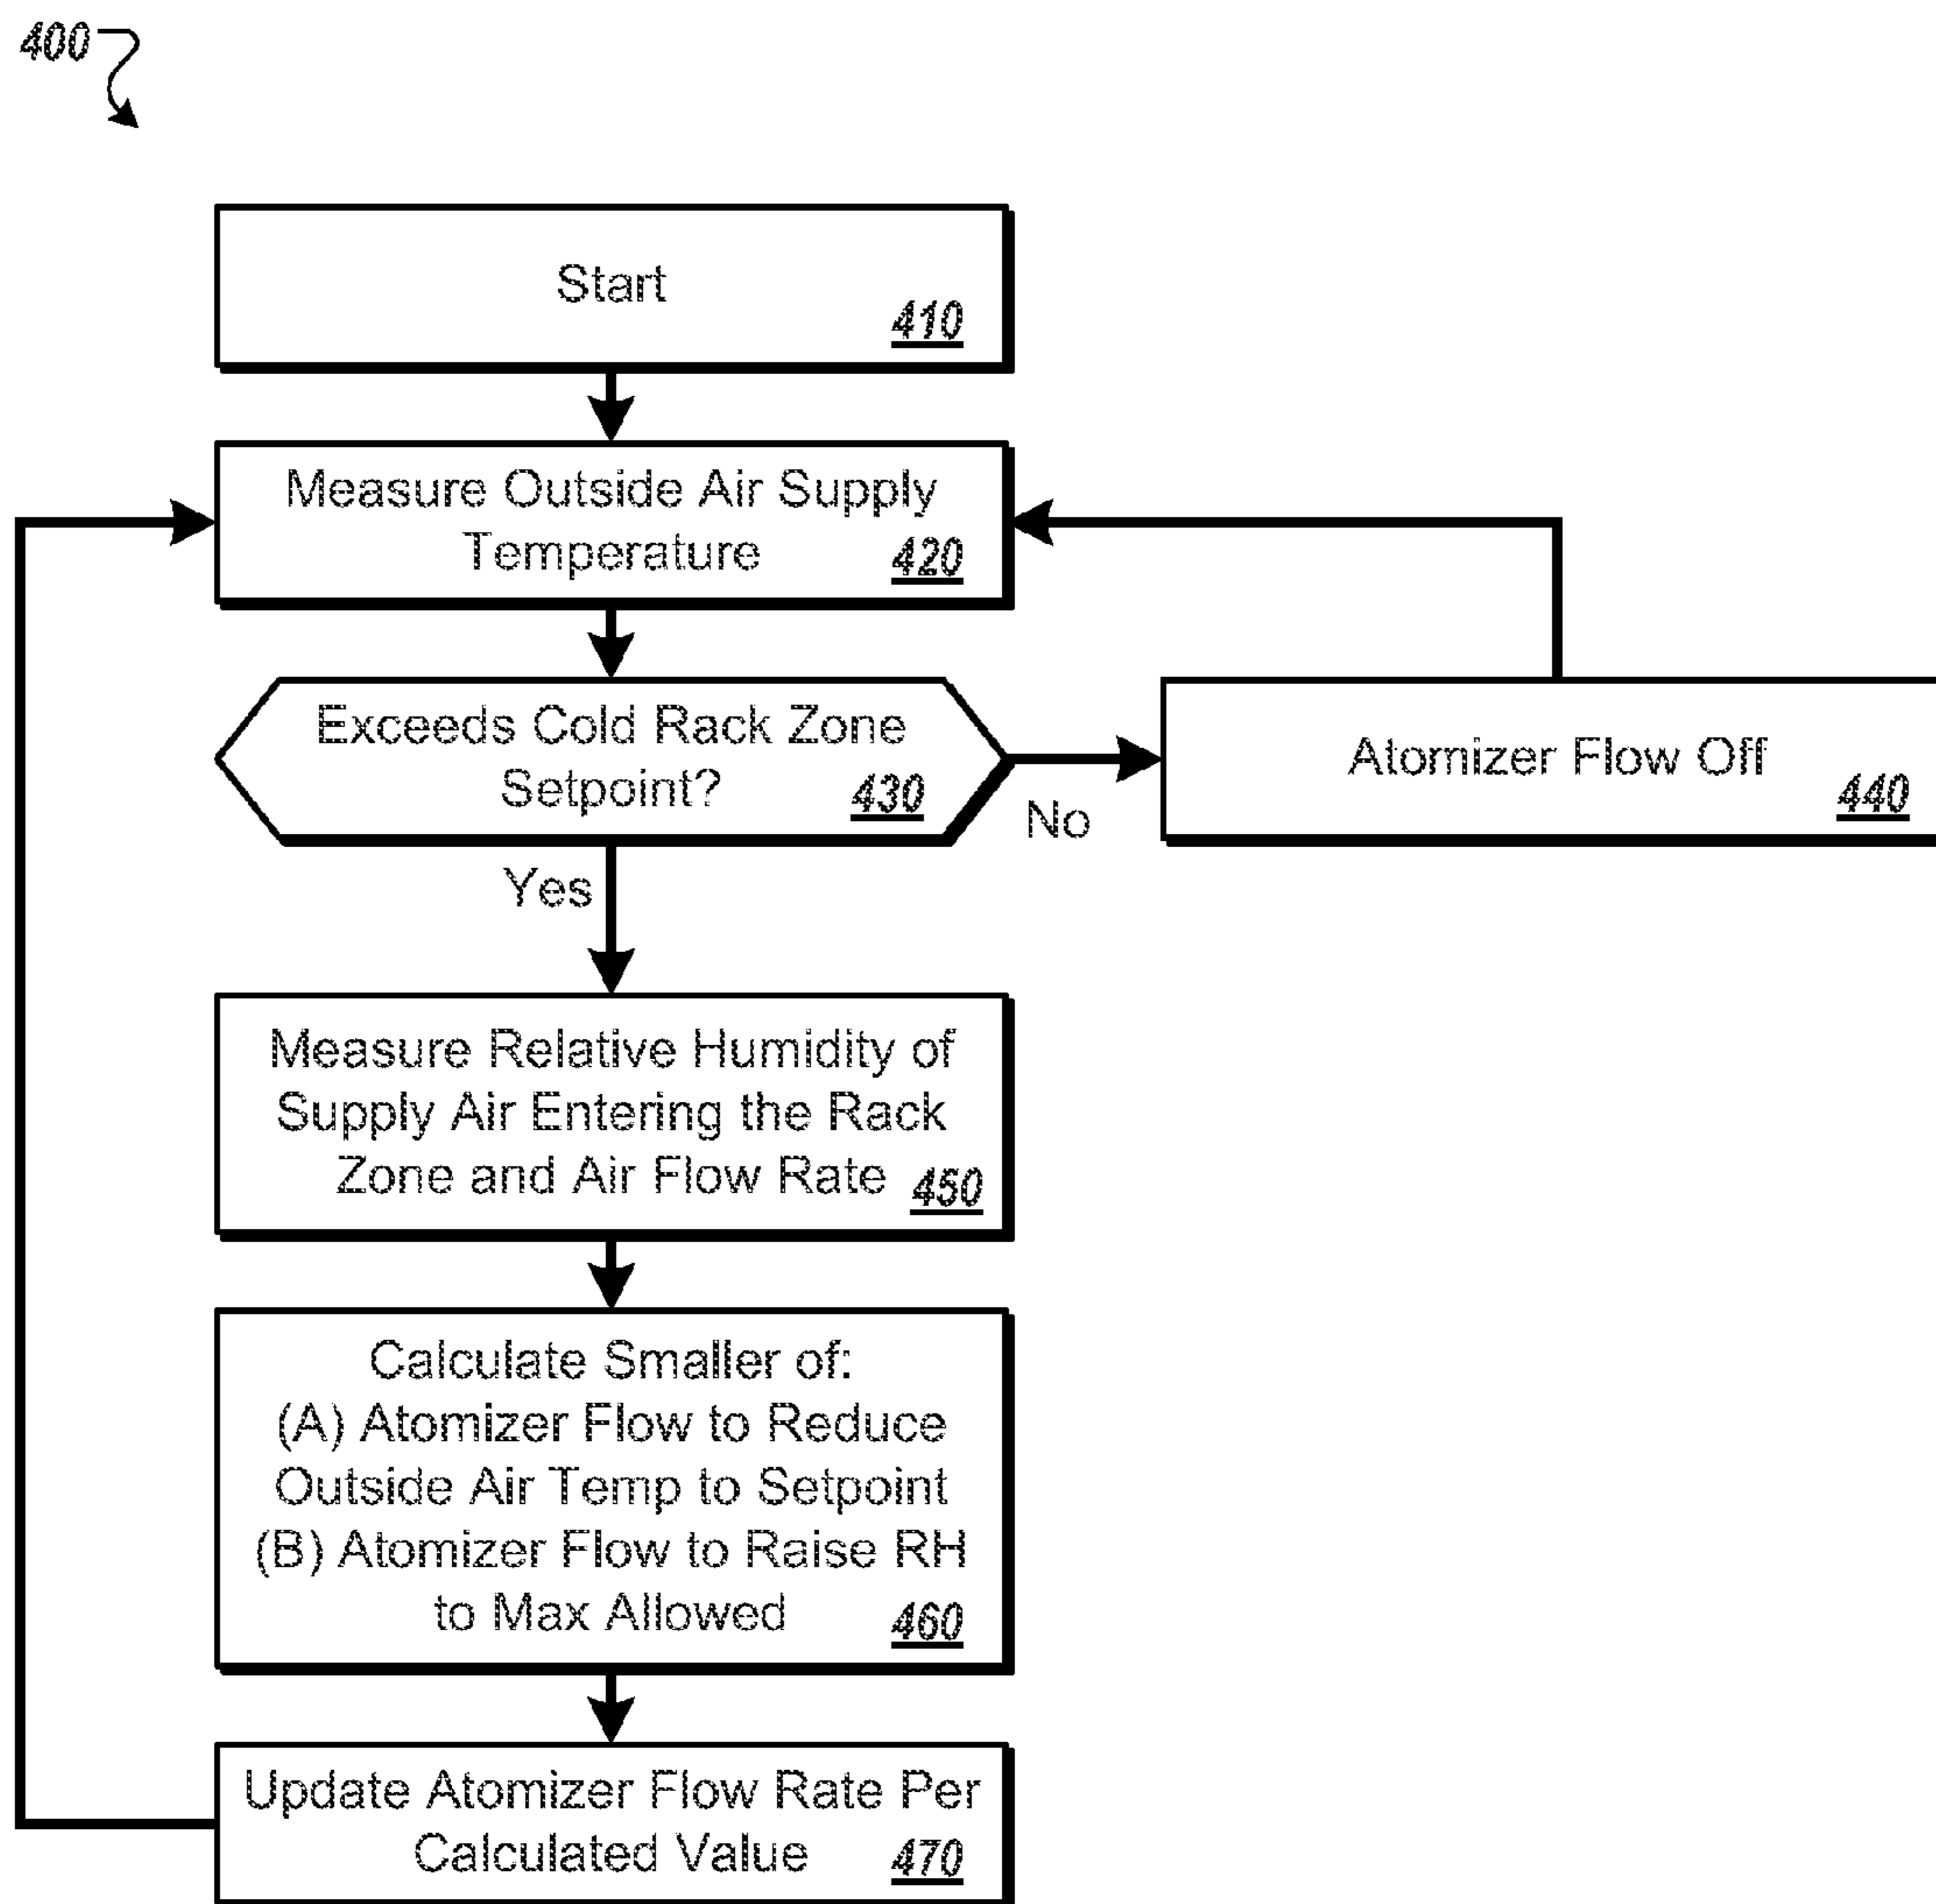 400
Start
410
Measure Outside Air Supply
Temperature 420
Exceeds Cold Rack Zone
Setpoint? 430
No
Atomizer Flow Off
440
Yes
Measure Relative Humidity of
Supply Air Entering the Rack
Zone and Air Flow Rate 450
Calculate Smaller of:
(A) Atomizer Flow to Reduce
Outside Air Temp to Setpoint
(B) Atomizer Flow to Raise RH
to Max Allowed 460
Update Atomizer Flow Rate Per
Calculated Value 470